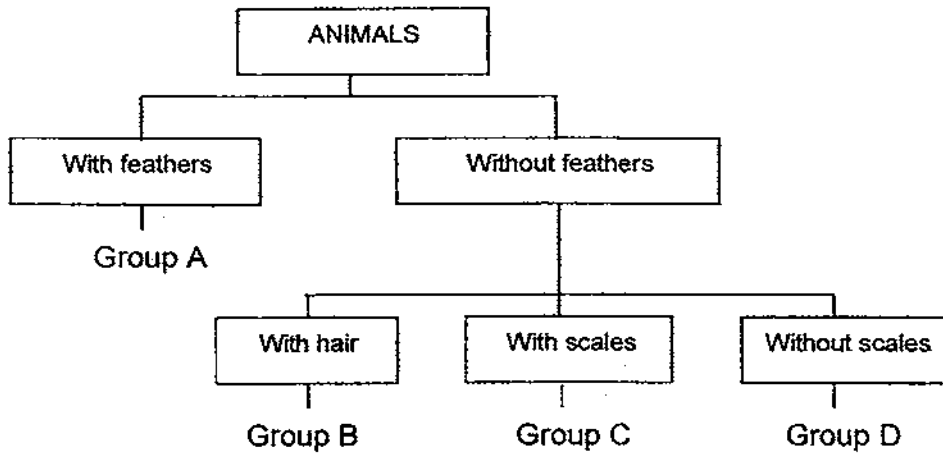 ANIMALS
With feathers
Without feathers
Group A
With hair
With scales
Without scales
Group B
Group C
Group D